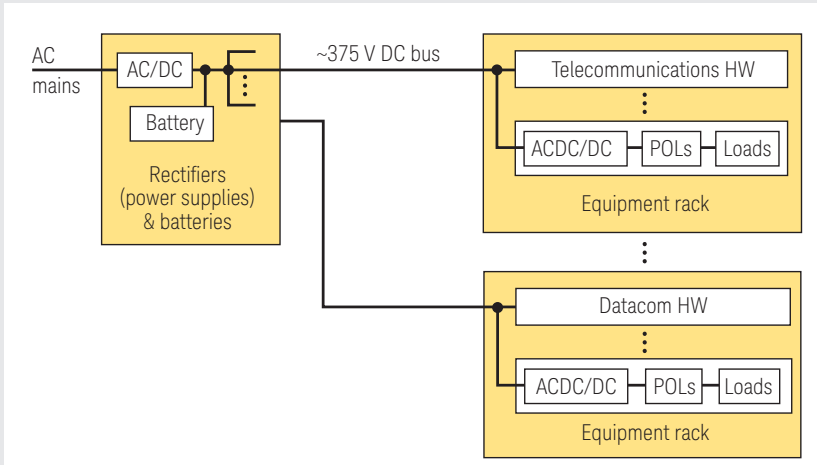 AC
mains
AC/DC
Battery
Rectifiers
(power supplies)
& batteries
~375 V DC bus
Telecommunications HW
ACDC/DC
POLs
Loads
Equipment rack
Datacom HW
ACDC/DC
POLs
Loads
Equipment rack